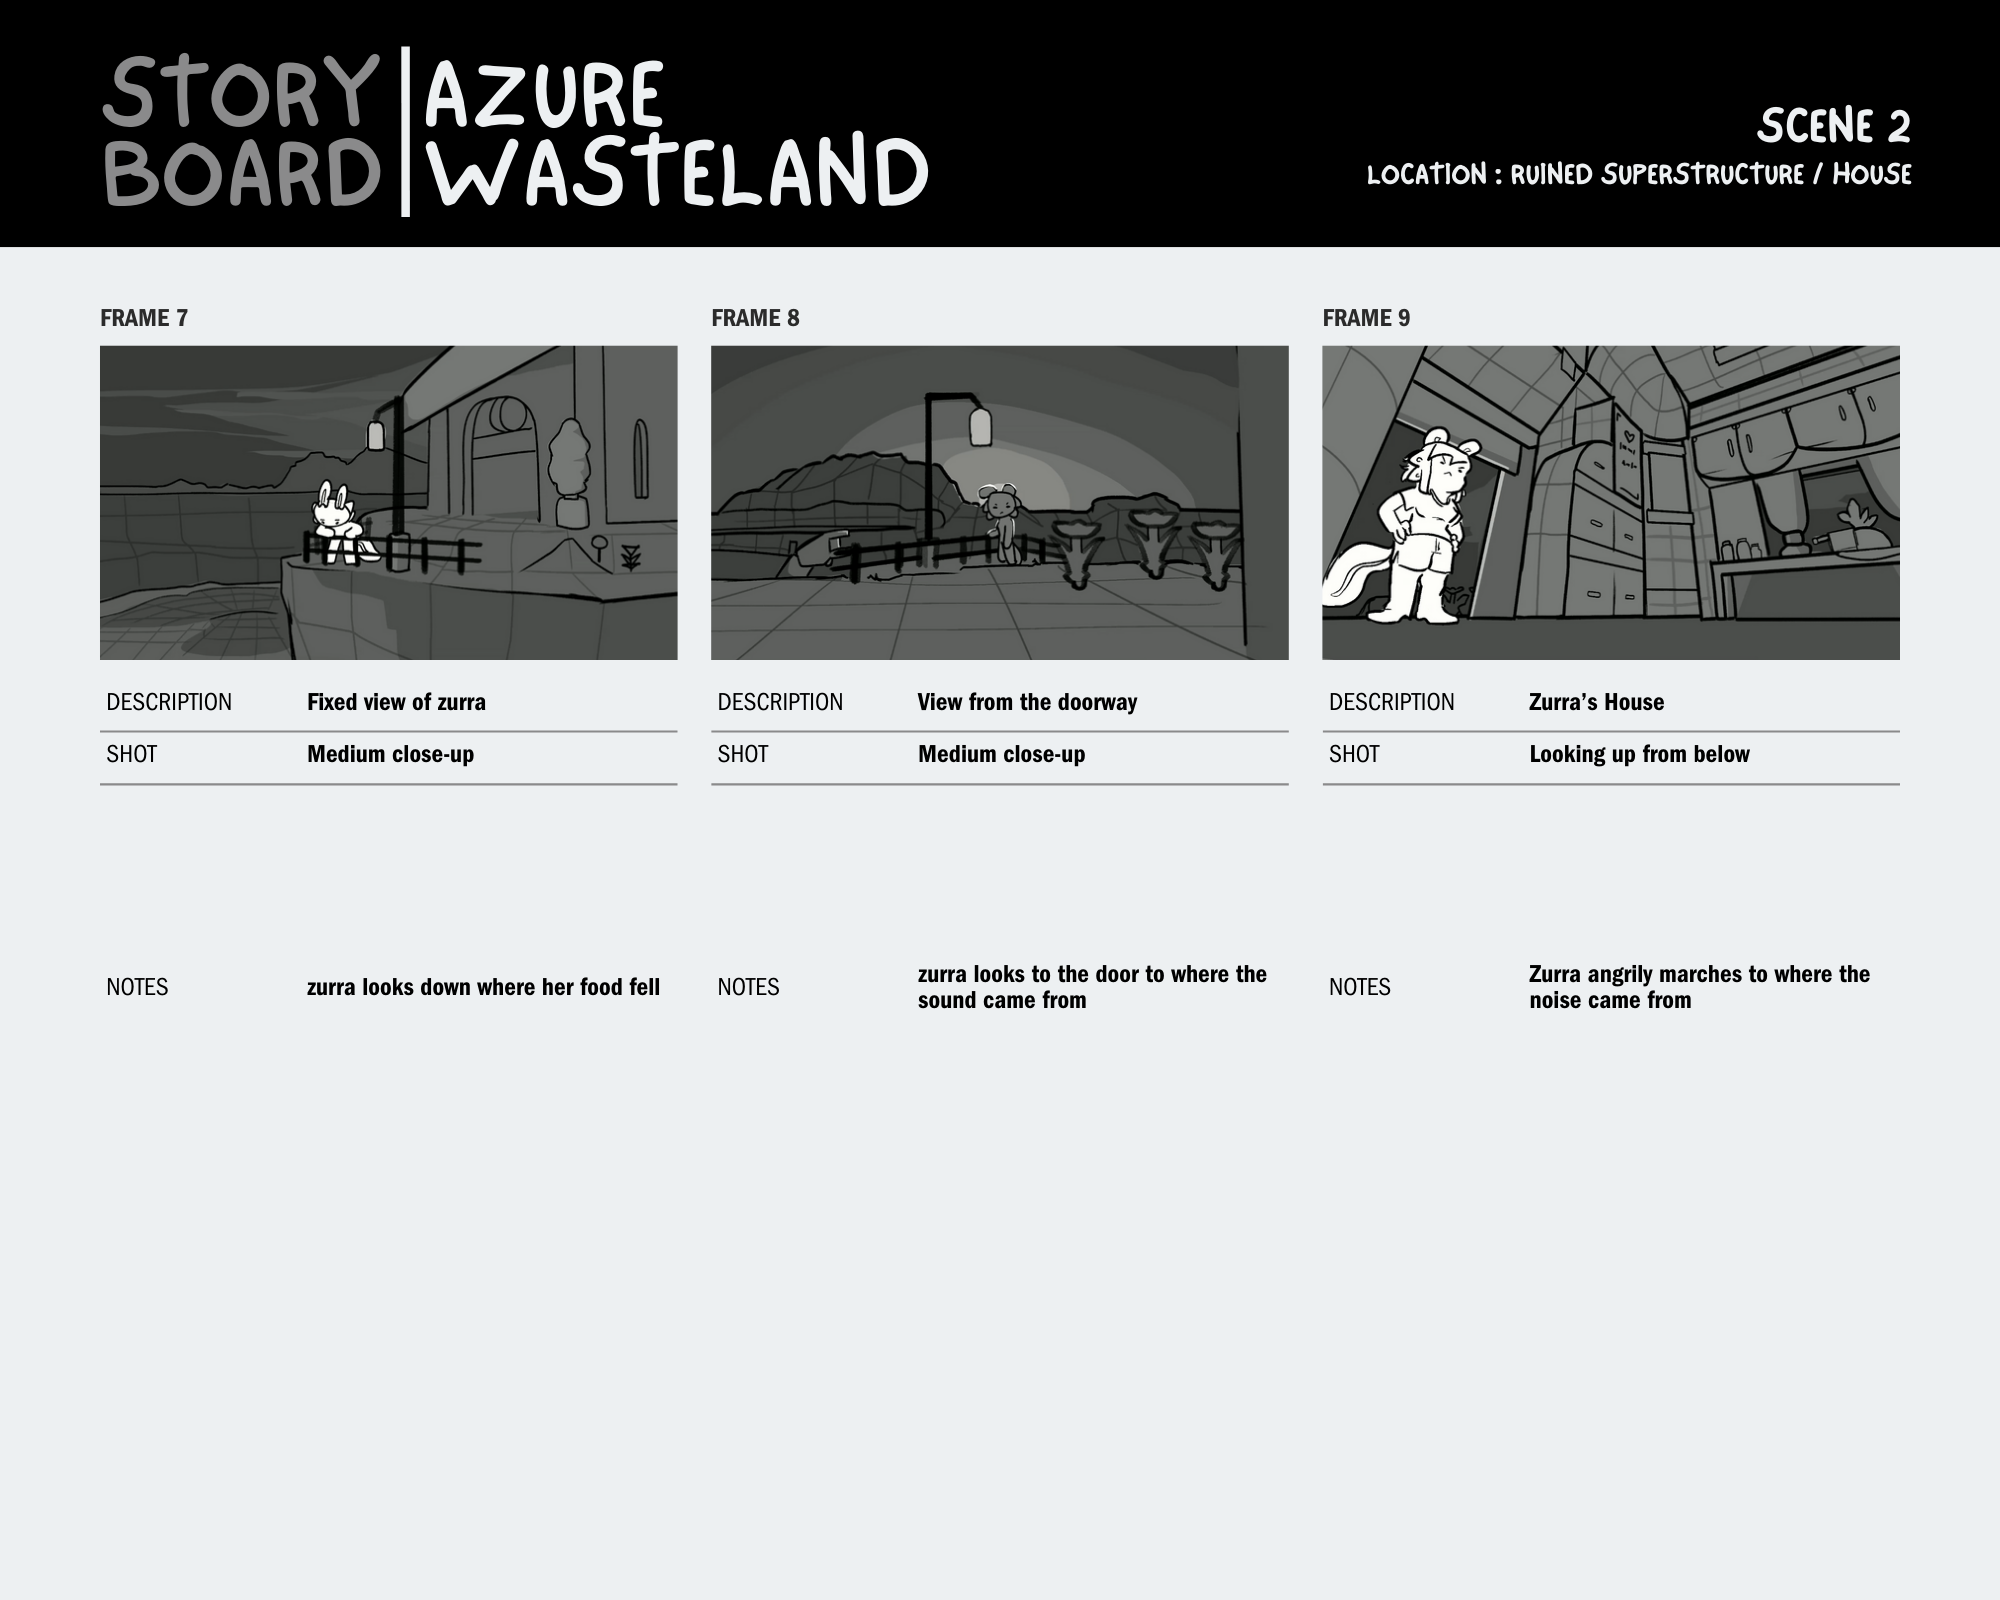 STORY
BOARD
AZURE
WASTELAND
SCENE 2
LOCATION : RUINED SUPERSTRUCTURE / HOUSE
FRAME 7
DESCRIPTION Fixed view of zurra
SHOT Medium close-up
NOTES zurra looks down where her food fell
FRAME 8
DESCRIPTION View from the doorway
SHOT Medium close-up
NOTES zurra looks to the door to where the
sound came from
FRAME 9
DESCRIPTION Zurra’s House
SHOT Looking up from below
NOTES Zurra angrily marches to where the
noise came from